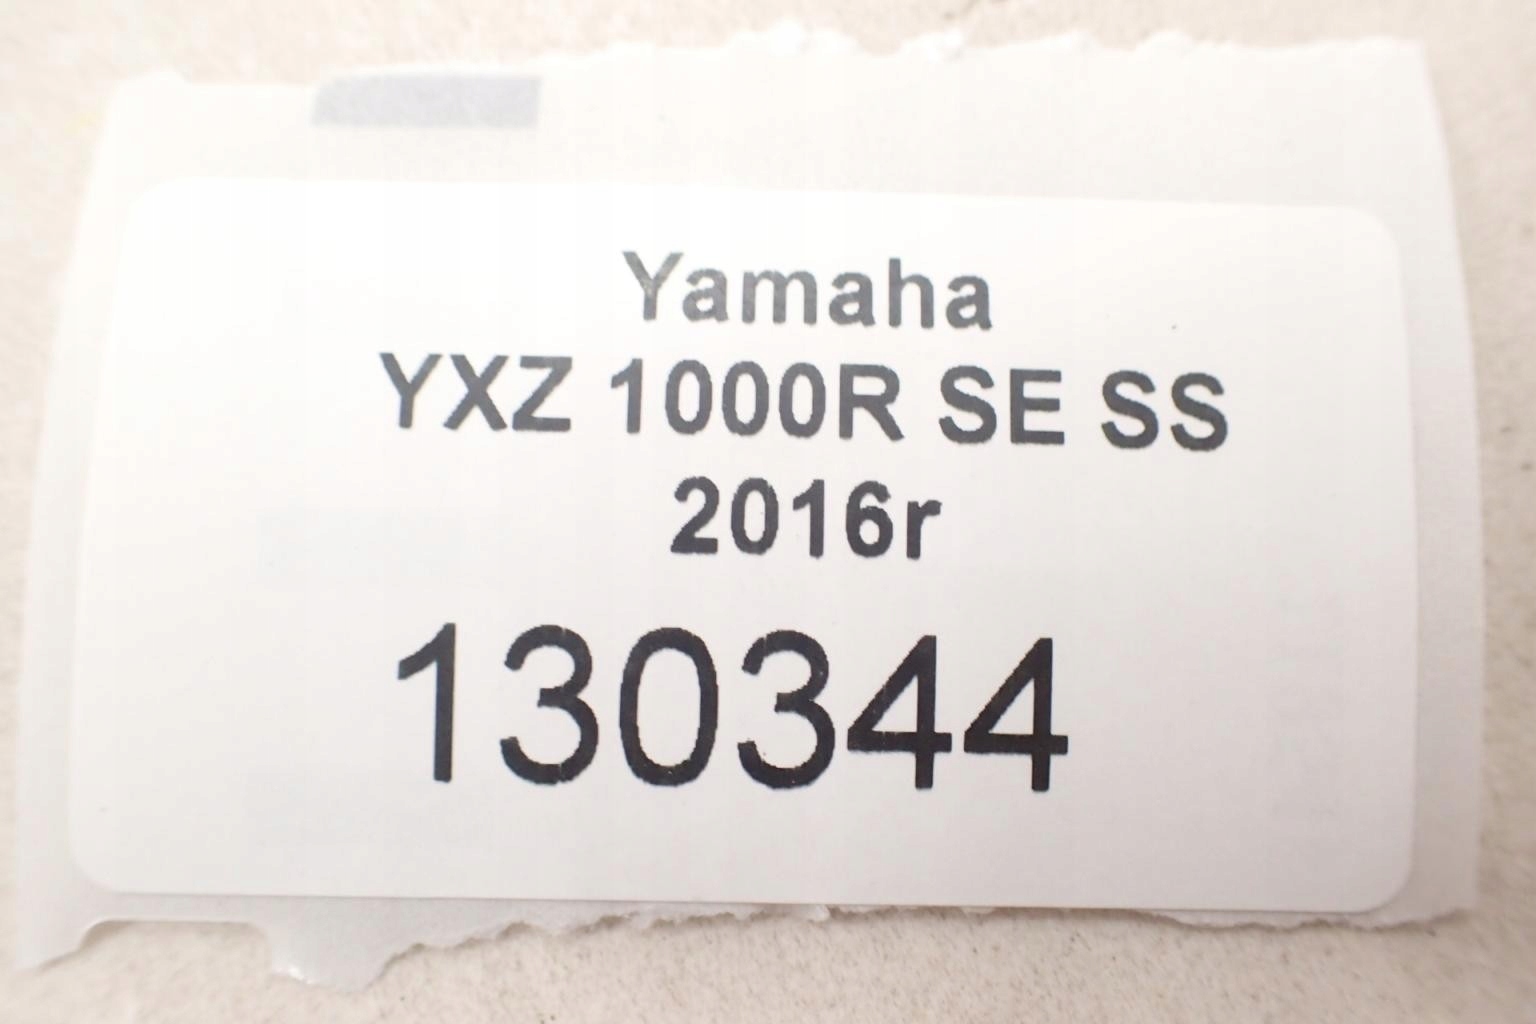 Yamaha
YXZ 1000R SE SS
2016r
130344